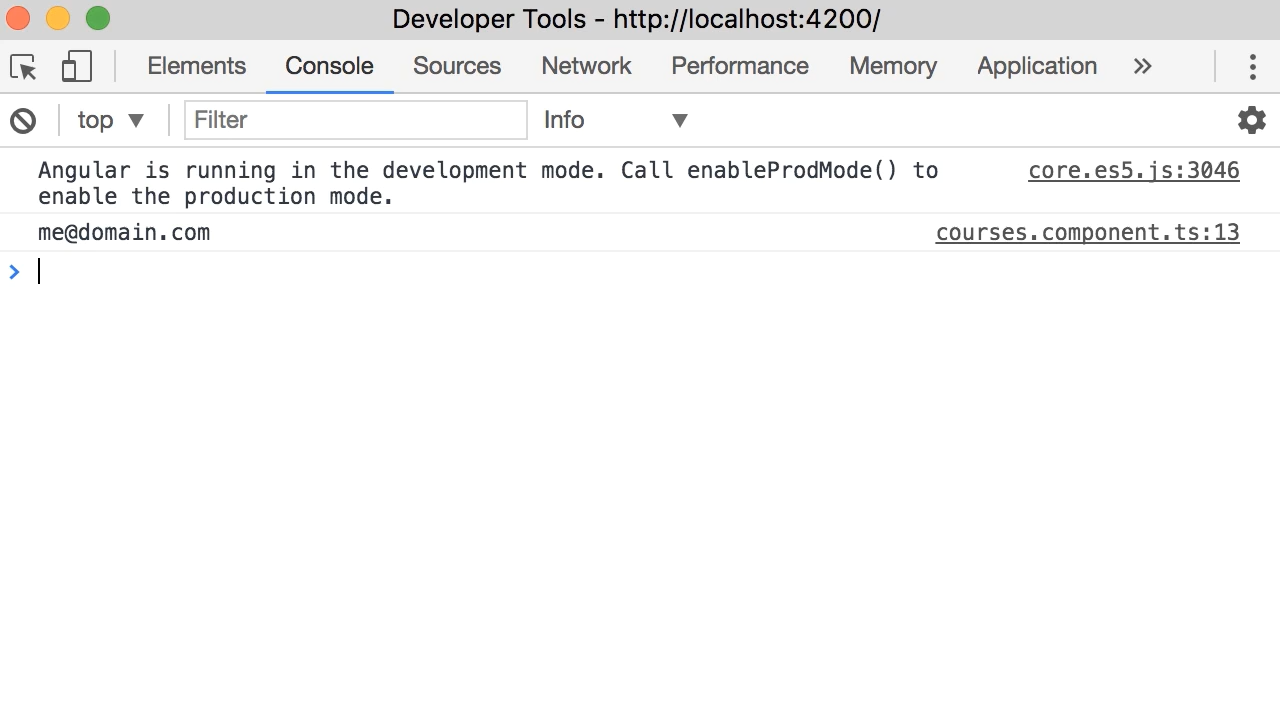 Developer Tools - http://localhost:4200/
Elements Console Sources Network Performance Memory Application »
top ▼ Filter Info ▼
Angular is running in the development mode. Call enableProdMode() to core.es5.js:3046
enable the production mode.
me@domain.com courses.component.ts:13
>